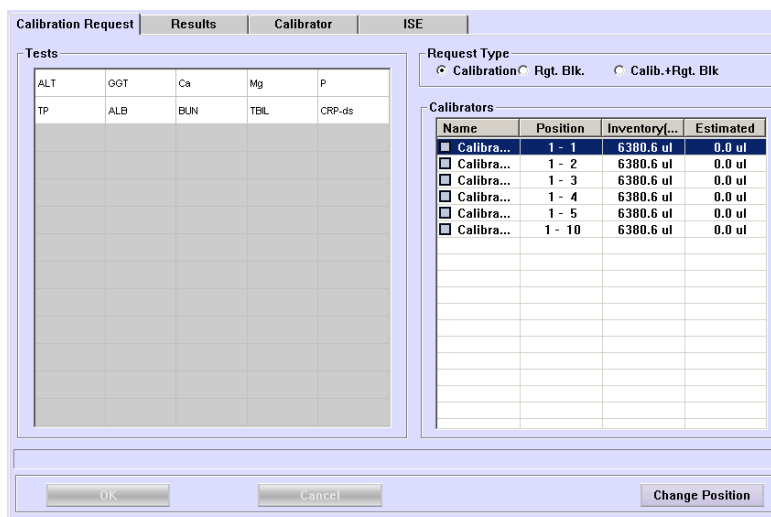 Calibration Request Results Calibrator ISE
Tests
ALT GGT Ca Mg P
TP ALB BUN TBIL CRP-ds
Request Type
Calibration Rgt. Blk. Calib.+Rgt. Blk
Calibrators
Name Position Inventory(... Estimated
Calibra... 1 - 1 6380.6 ul 0.0 ul
Calibra... 1 - 2 6380.6 ul 0.0 ul
Calibra... 1 - 3 6380.6 ul 0.0 ul
Calibra... 1 - 4 6380.6 ul 0.0 ul
Calibra... 1 - 5 6380.6 ul 0.0 ul
Calibra... 1 - 10 6380.6 ul 0.0 ul
OK Cancel Change Position